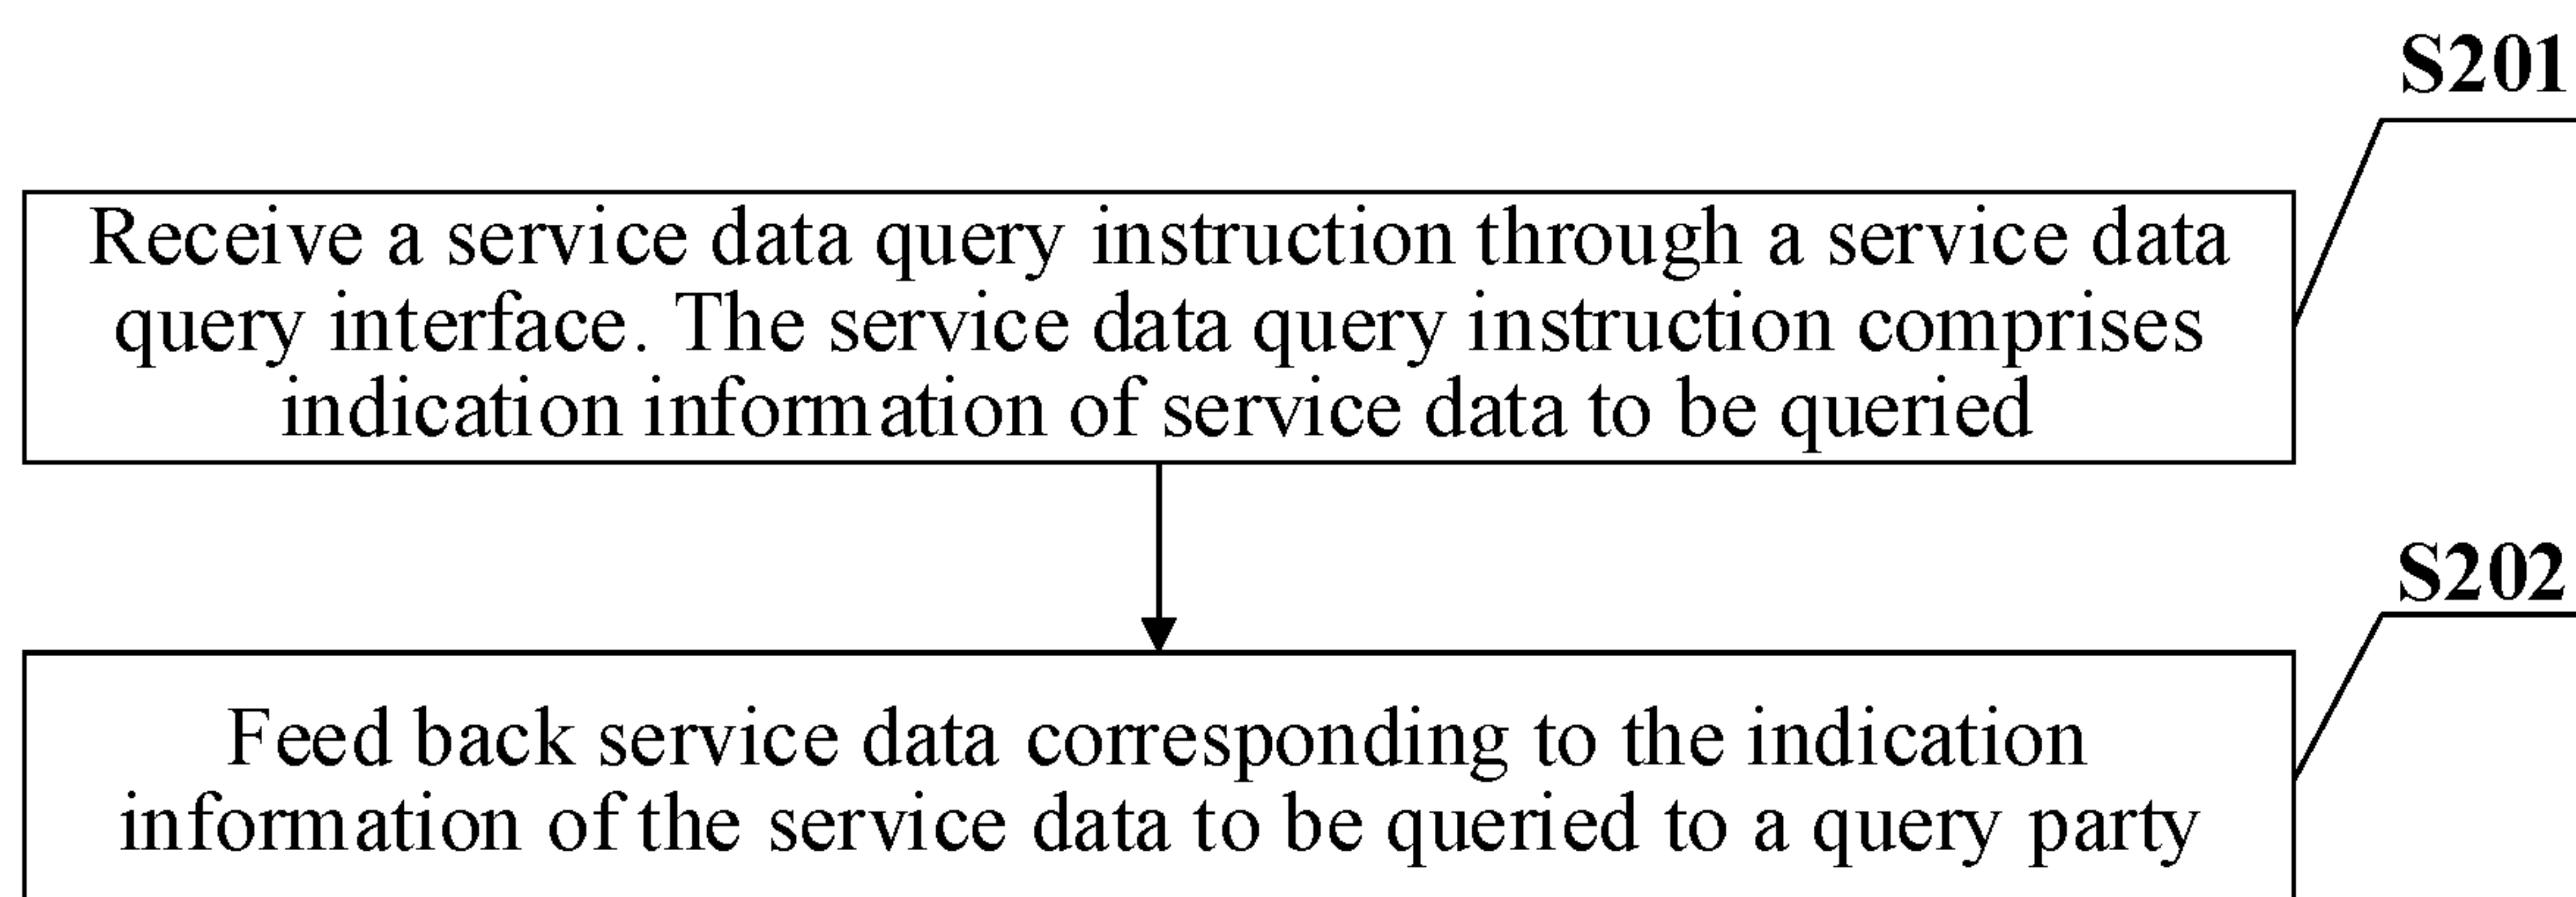 S201
Receive a service data query instruction through a service data
query interface. The service data query instruction comprises
indication information of service data to be queried
S202
Feed back service data corresponding to the indication
information of the service data to be queried to a query party